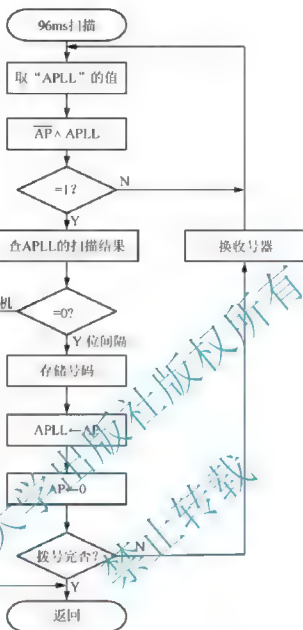 96ms扫描
取“APLL”的值
A̅P̅∧APLL
=1?
N
Y
查APLL的扫描结果
换收号器
机
=0?
Y 位间隔
存储号码
APLL←AP
AP←0
拨号完否?
N
Y
返回
大学出版社版权所有
禁止转载